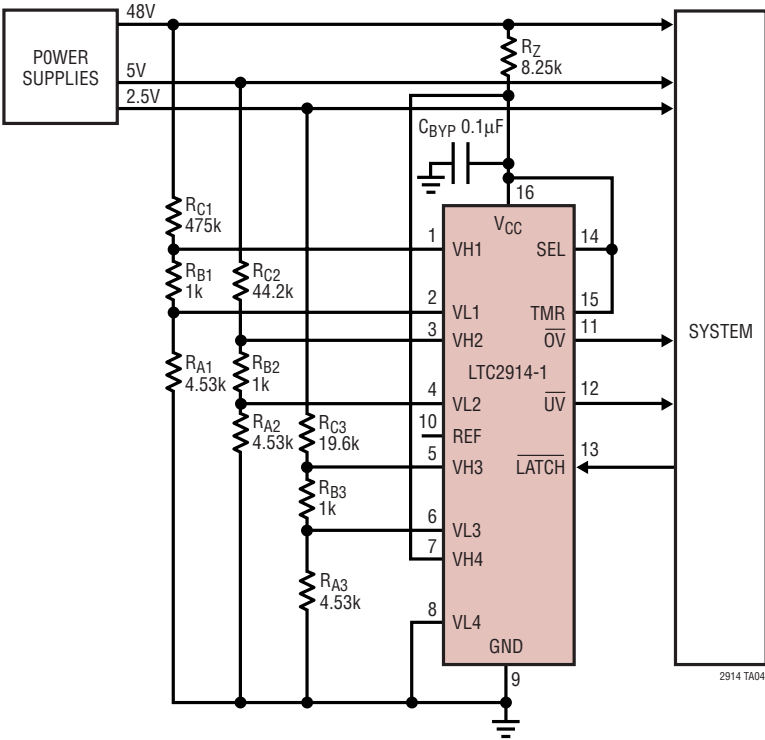 48V
POWER
SUPPLIES
5V
2.5V
RZ
8.25k
CBYP 0.1μF
16
RC1
475k
VCC
1
VH1
SEL
14
RB1
1k
RC2
44.2k
2
VL1
TMR
15
3
VH2
OV
11
SYSTEM
RA1
4.53k
RB2
1k
LTC2914-1
4
VL2
UV
12
RA2
4.53k
RC3
19.6k
10
REF
5
VH3
LATCH
13
RB3
1k
6
VL3
7
VH4
RA3
4.53k
8
VL4
GND
9
2914 TA04